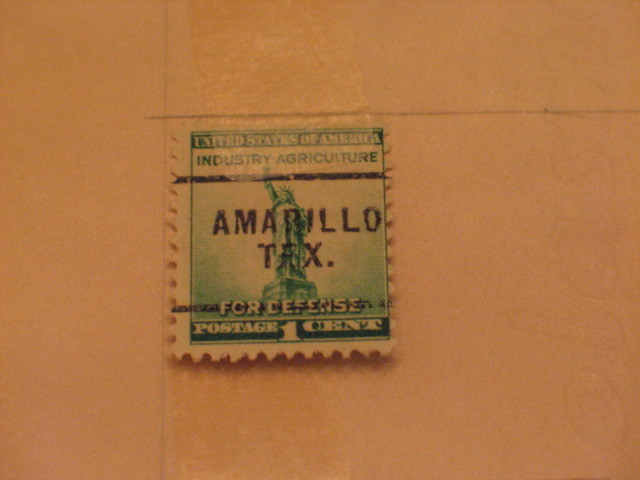 UNITED STATES OF AMERICA
INDUSTRY-AGRICULTURE
AMARILLO
TEX.
FOR DEFENSE
POSTAGE 1 CENT